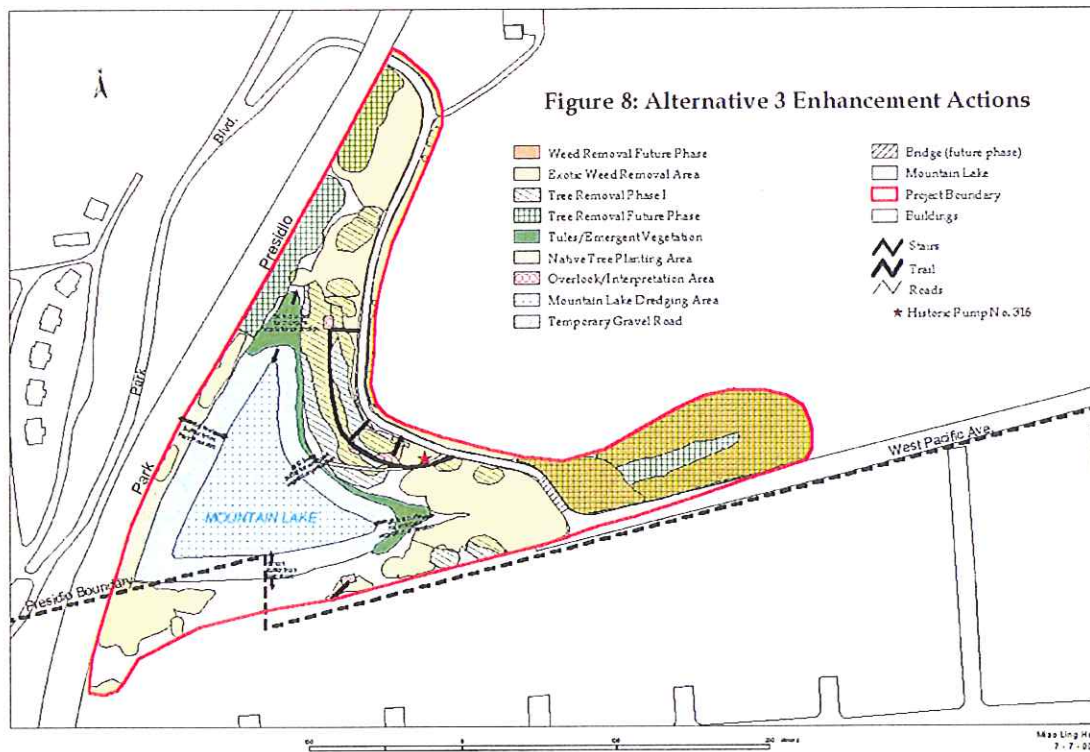 Figure 8: Alternative 3 Enhancement Actions
Weed Removal Future Phase
Exotic Weed Removal Area
Tree Removal Phase I
Tree Removal Future Phase
Tules/Emergent Vegetation
Native Tree Planting Area
Overlook/Interpretation Area
Mountain Lake Dredging Area
Temporary Gravel Road
Bridge (future phase)
Mountain Lake
Project Boundary
Buildings
Stairs
Trail
Roads
Historic Pump No. 316
Blvd.
Presidio
Park
Park
West Pacific Ave
MOUNTAIN LAKE
Presidio Boundary